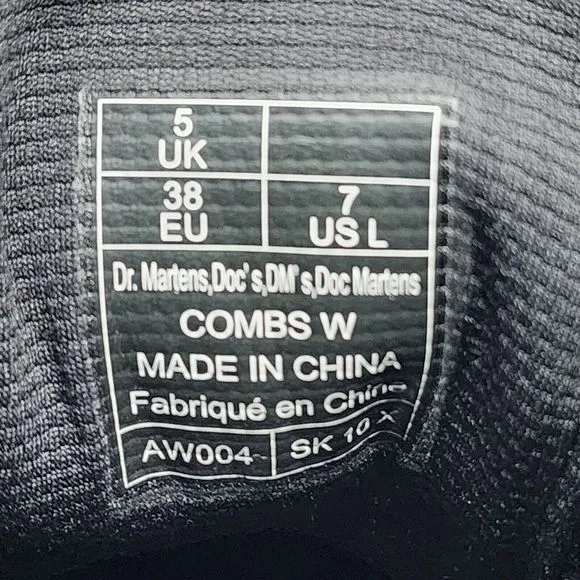 5
UK
38
EU
7
US L
Dr. Martens,Doc's,DM's,Doc Martens
COMBS W
MADE IN CHINA
Fabriqué en Chine
AW004
SK 10 X